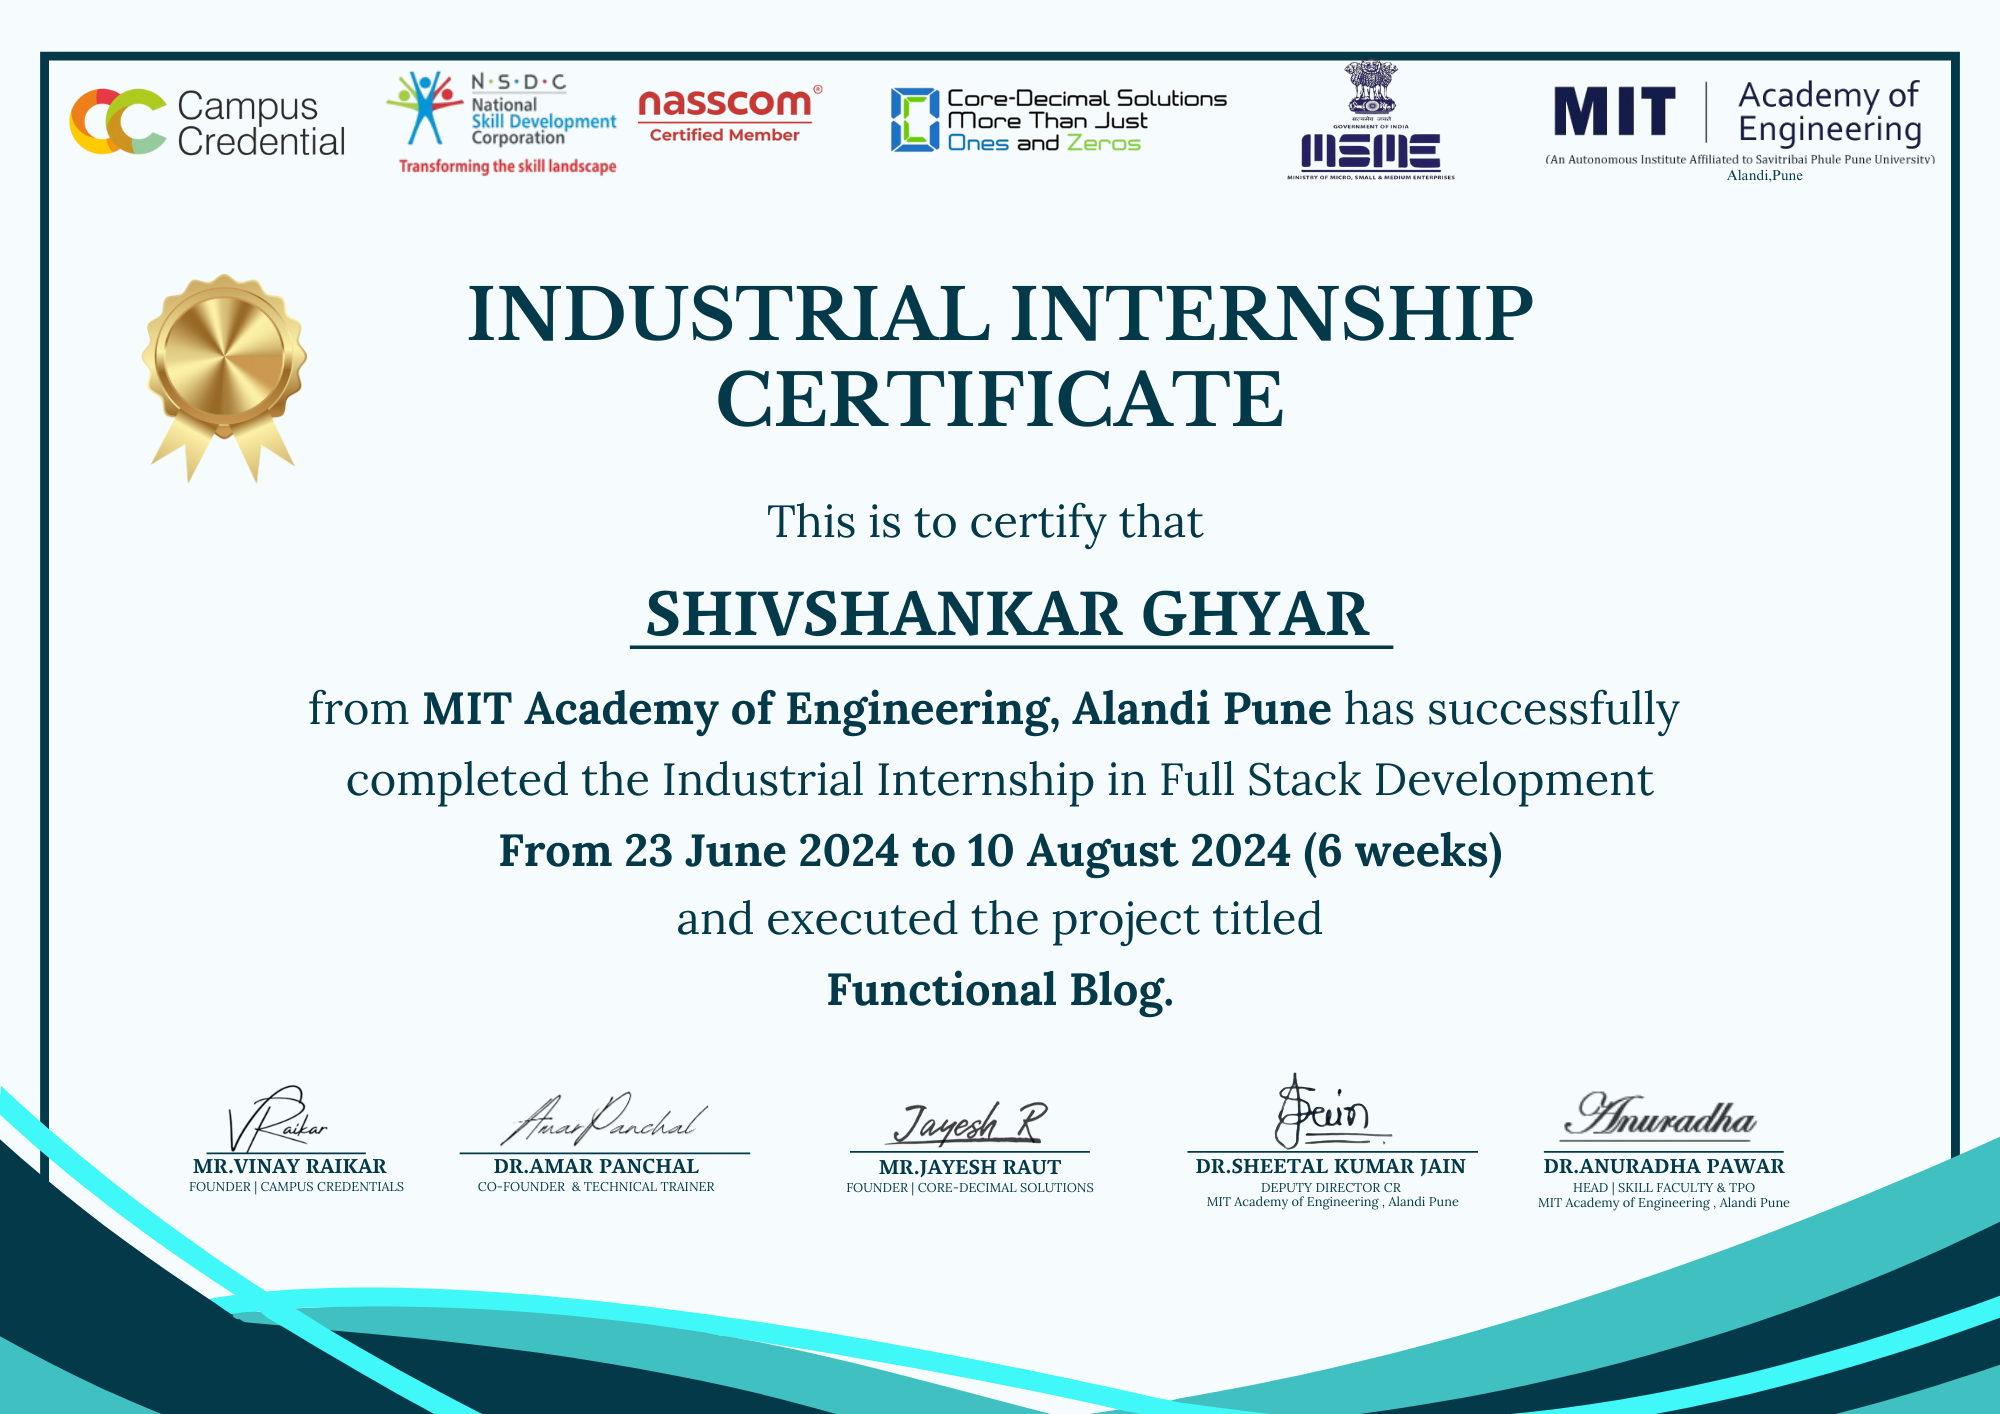 Campus
Credential
N·S·D·C
National
Skill Development
Corporation
Transforming the skill landscape
nasscom®
Certified Member
Core-Decimal Solutions
More Than Just
Ones and Zeros
सत्यमेव जयते
GOVERNMENT OF INDIA
MSME
MINISTRY OF MICRO, SMALL & MEDIUM ENTERPRISES
MIT
Academy of
Engineering
(An Autonomous Institute Affiliated to Savitribai Phule Pune University)
Alandi,Pune
INDUSTRIAL INTERNSHIP
CERTIFICATE
This is to certify that
SHIVSHANKAR GHYAR
from MIT Academy of Engineering, Alandi Pune has successfully
completed the Industrial Internship in Full Stack Development
From 23 June 2024 to 10 August 2024 (6 weeks)
and executed the project titled
Functional Blog.
VRaikar
Amar Panchal
Jayesh R
SJain
Anuradha
MR.VINAY RAIKAR
FOUNDER | CAMPUS CREDENTIALS
DR.AMAR PANCHAL
CO-FOUNDER & TECHNICAL TRAINER
MR.JAYESH RAUT
FOUNDER | CORE-DECIMAL SOLUTIONS
DR.SHEETAL KUMAR JAIN
DEPUTY DIRECTOR CR
MIT Academy of Engineering , Alandi Pune
DR.ANURADHA PAWAR
HEAD | SKILL FACULTY & TPO
MIT Academy of Engineering , Alandi Pune